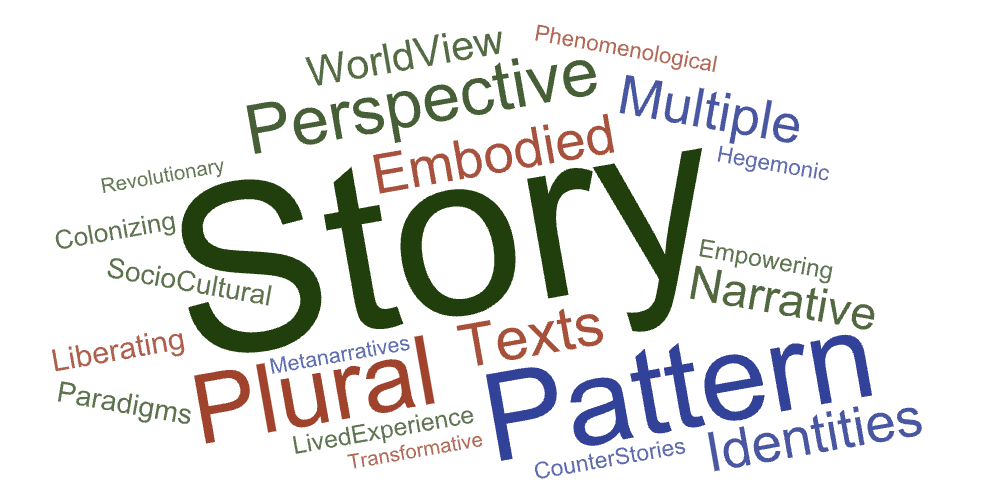 WorldView
Phenomenological
Perspective
Multiple
Embodied
Hegemonic
Revolutionary
Story
Colonizing
SocioCultural
Empowering
Narrative
Liberating
Metanarratives
Texts
Plural
Pattern
Paradigms
LivedExperience
Transformative
CounterStories
Identities